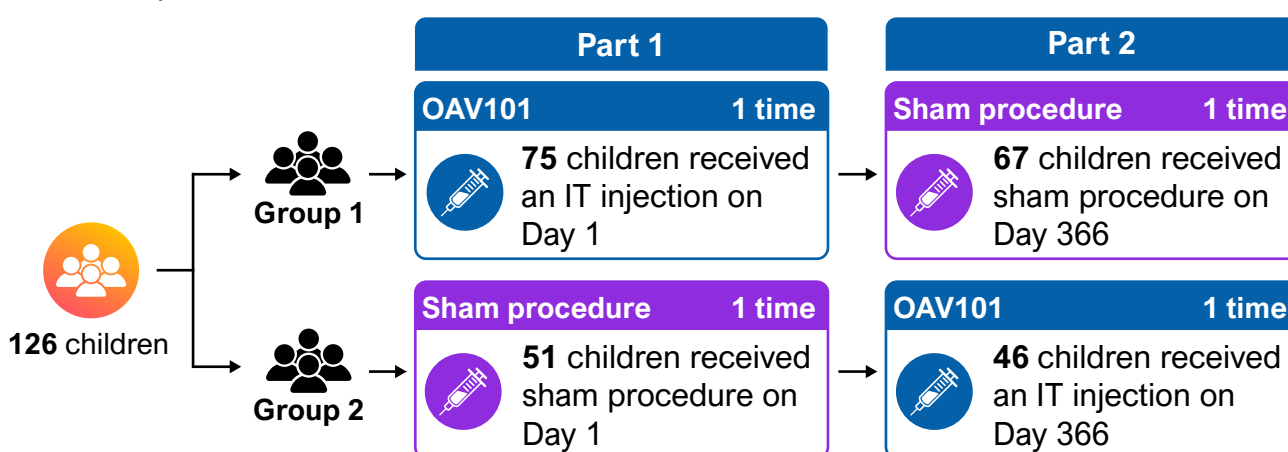 Part 1
Part 2
OAV101 1 time
75 children received
an IT injection on
Day 1
Sham procedure 1 time
67 children received
sham procedure on
Day 366
Group 1
126 children
Sham procedure 1 time
51 children received
sham procedure on
Day 1
OAV101 1 time
46 children received
an IT injection on
Day 366
Group 2